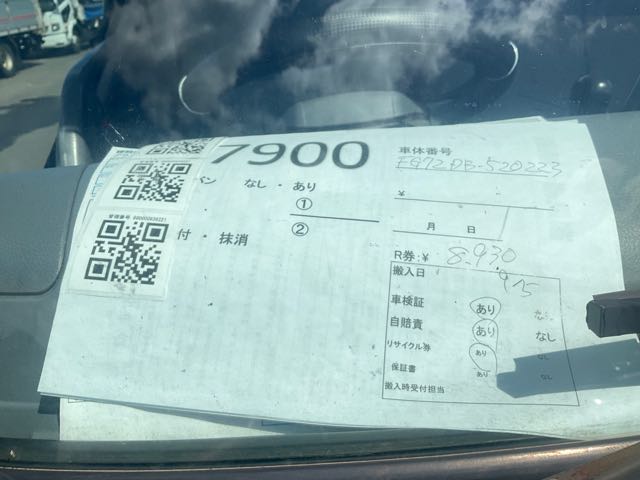 7900
車体番号
FG72DB-520223
なし・あり
①
②
¥
月 日
付・抹消
R券:¥ 8,930
搬入日 9/5
車検証 あり
自賠責 あり なし
リサイクル券 あり なし
保証書 あり なし
搬入時受付担当